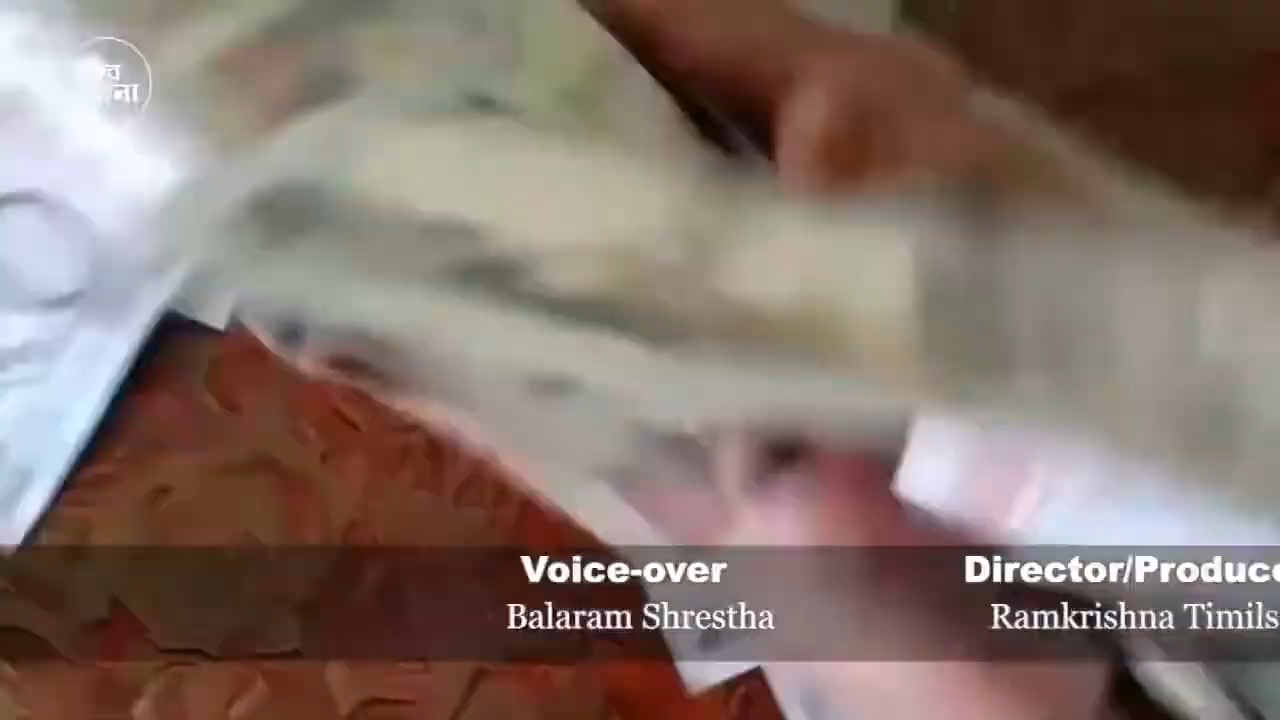 Voice-over
Balaram Shrestha
Director/Produce
Ramkrishna Timils